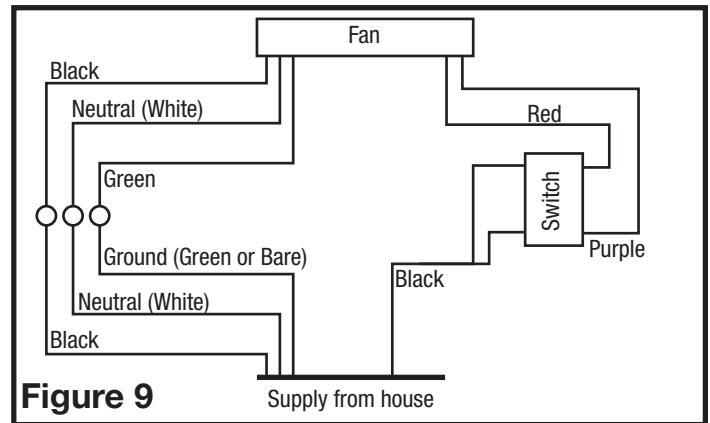 Fan
Black
Neutral (White)
Red
Green
Switch
Purple
Ground (Green or Bare)
Black
Neutral (White)
Black
Figure 9
Supply from house